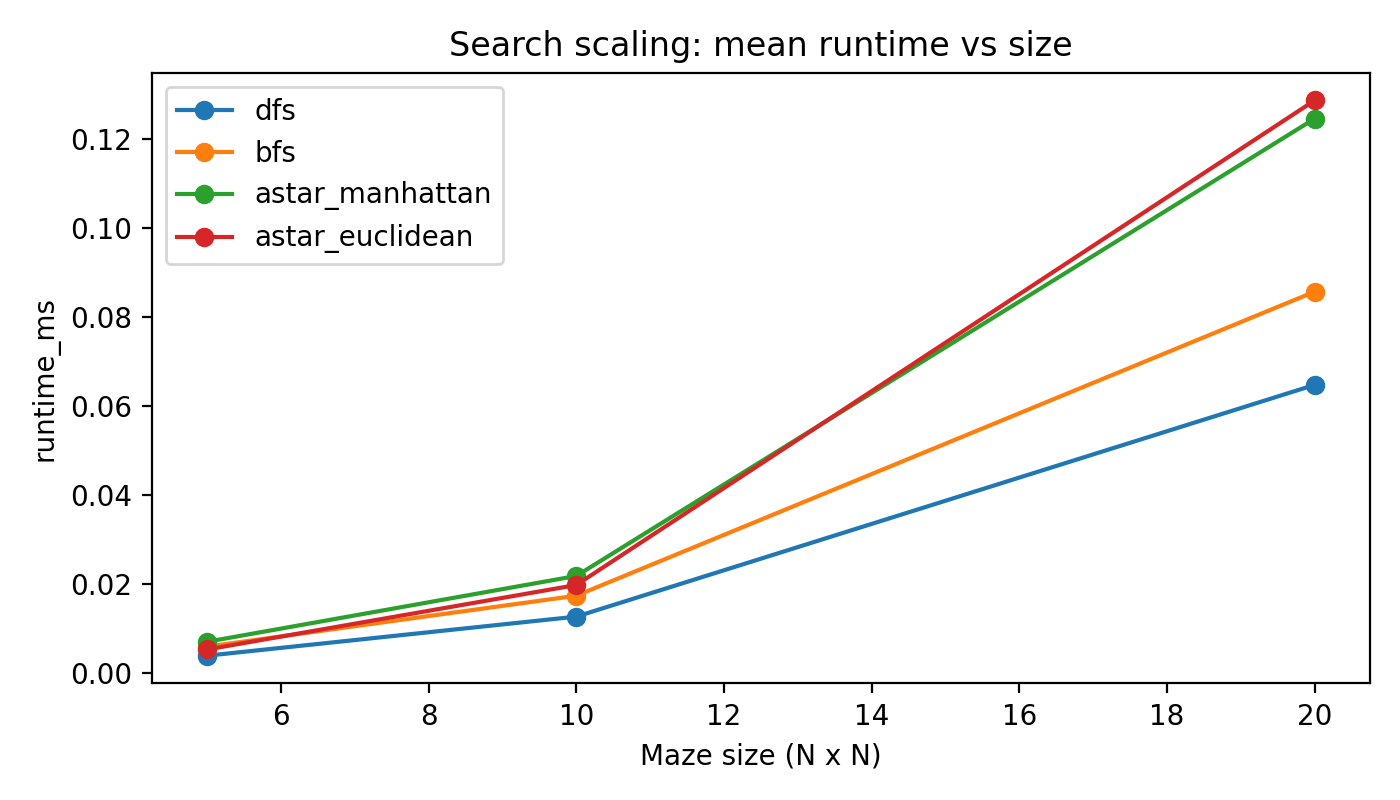 Search scaling: mean runtime vs size
dfs
bfs
astar_manhattan
astar_euclidean
runtime_ms
0.12
0.10
0.08
0.06
0.04
0.02
0.00
6 8 10 12 14 16 18 20
Maze size (N x N)